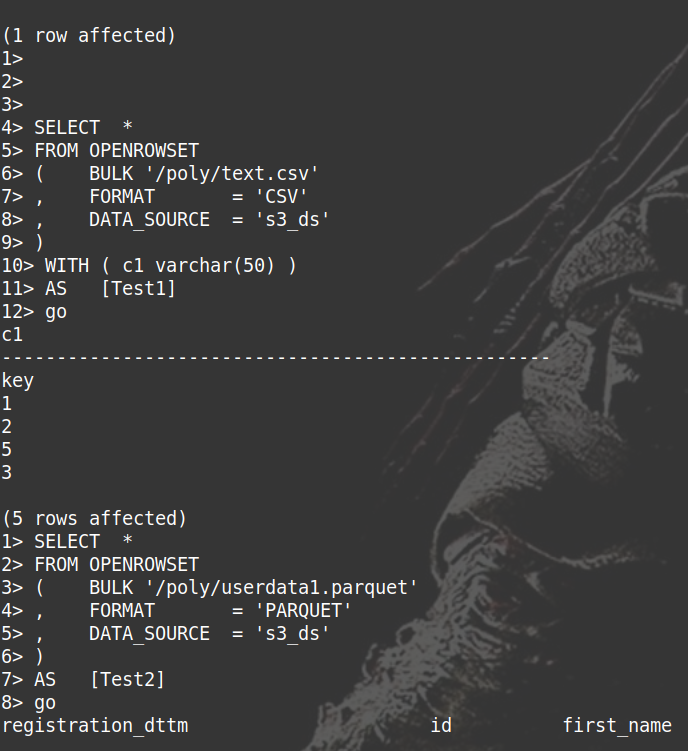 (1 row affected)
1>
2>
3>
4> SELECT  *
5> FROM OPENROWSET
6> (    BULK '/poly/text.csv'
7> ,    FORMAT       = 'CSV'
8> ,    DATA_SOURCE  = 's3_ds'
9> )
10> WITH ( c1 varchar(50) )
11> AS   [Test1]
12> go
c1
--------------------------------------------------
key
1
2
5
3
(5 rows affected)
1> SELECT  *
2> FROM OPENROWSET
3> (    BULK '/poly/userdata1.parquet'
4> ,    FORMAT       = 'PARQUET'
5> ,    DATA_SOURCE  = 's3_ds'
6> )
7> AS   [Test2]
8> go
registration_dttm                      id          first_name